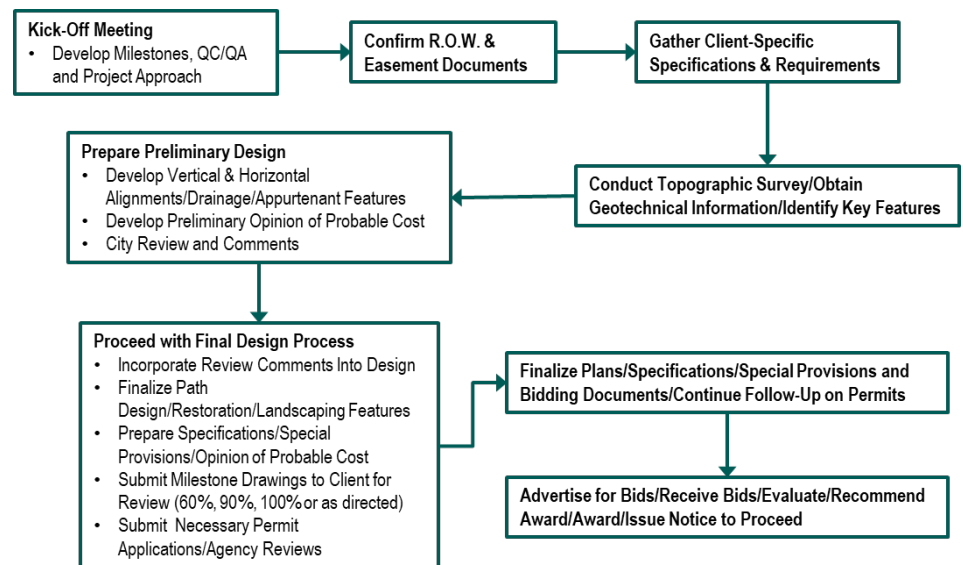 Kick-Off Meeting
• Develop Milestones, QC/QA
and Project Approach
Confirm R.O.W. &
Easement Documents
Gather Client-Specific
Specifications & Requirements
Conduct Topographic Survey/Obtain
Geotechnical Information/Identify Key Features
Prepare Preliminary Design
• Develop Vertical & Horizontal
Alignments/Drainage/Appurtenant Features
• Develop Preliminary Opinion of Probable Cost
• City Review and Comments
Proceed with Final Design Process
• Incorporate Review Comments Into Design
• Finalize Path
Design/Restoration/Landscaping Features
• Prepare Specifications/Special
Provisions/Opinion of Probable Cost
• Submit Milestone Drawings to Client for
Review (60%, 90%, 100% or as directed)
• Submit Necessary Permit
Applications/Agency Reviews
Finalize Plans/Specifications/Special Provisions and
Bidding Documents/Continue Follow-Up on Permits
Advertise for Bids/Receive Bids/Evaluate/Recommend
Award/Award/Issue Notice to Proceed